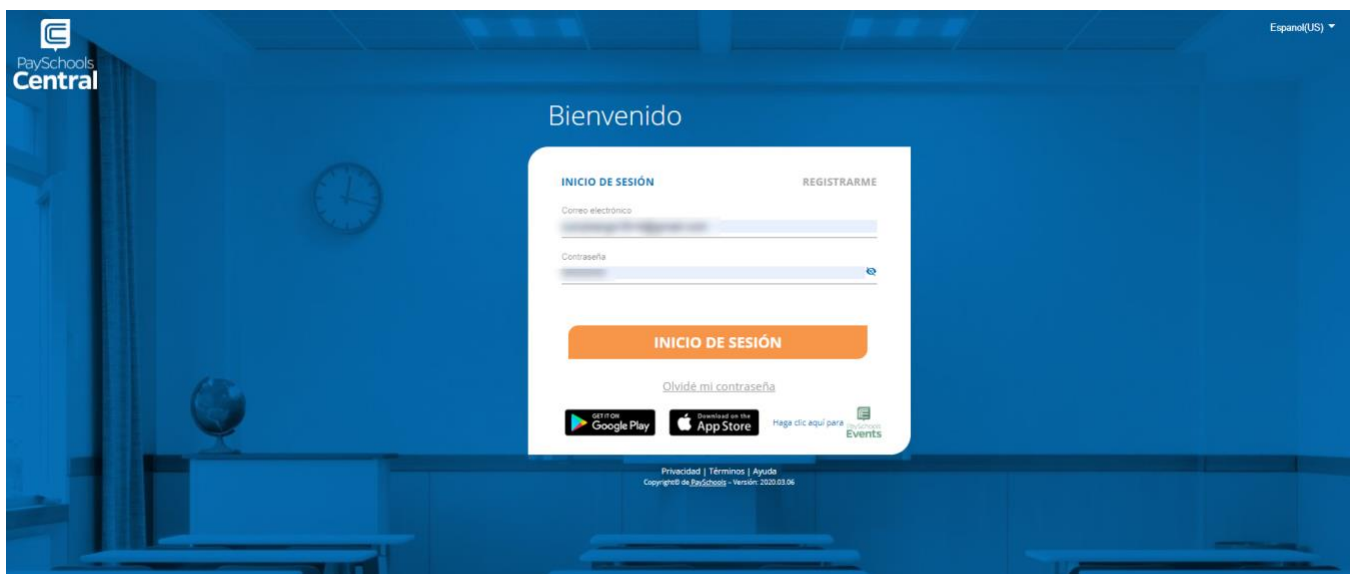 Espanol(US)
PaySchools
Central
Bienvenido
INICIO DE SESIÓN
REGISTRARME
Correo electrónico
Contraseña
INICIO DE SESIÓN
Olvidé mi contraseña
GET IT ON
Google Play
Download on the
App Store
Haga clic aquí para
PaySchools
Events
Privacidad | Términos | Ayuda
Copyright© de PaySchools - Versión: 2020.03.06